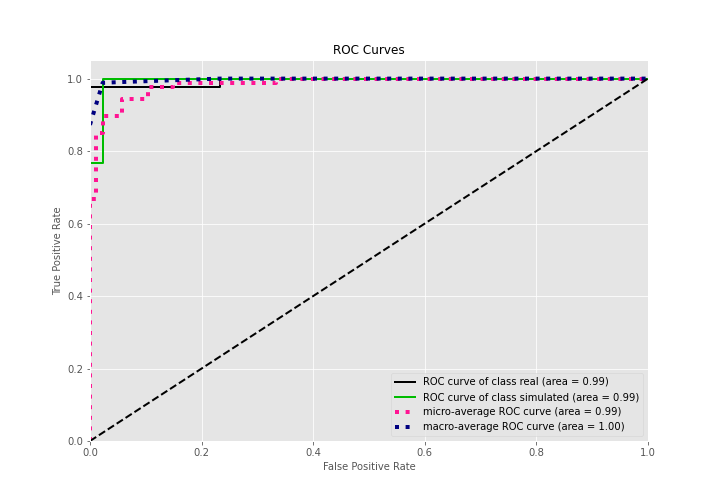 ROC Curves
True Positive Rate
1.0
0.8
0.6
0.4
0.2
0.0
0.0 0.2 0.4 0.6 0.8 1.0
False Positive Rate
ROC curve of class real (area = 0.99)
ROC curve of class simulated (area = 0.99)
micro-average ROC curve (area = 0.99)
macro-average ROC curve (area = 1.00)